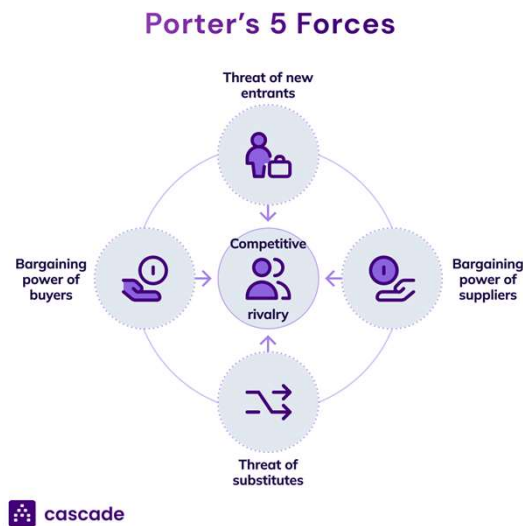 Porter's 5 Forces
Threat of new
entrants
Competitive
rivalry
Bargaining
power of
buyers
Bargaining
power of
suppliers
Threat of
substitutes
cascade